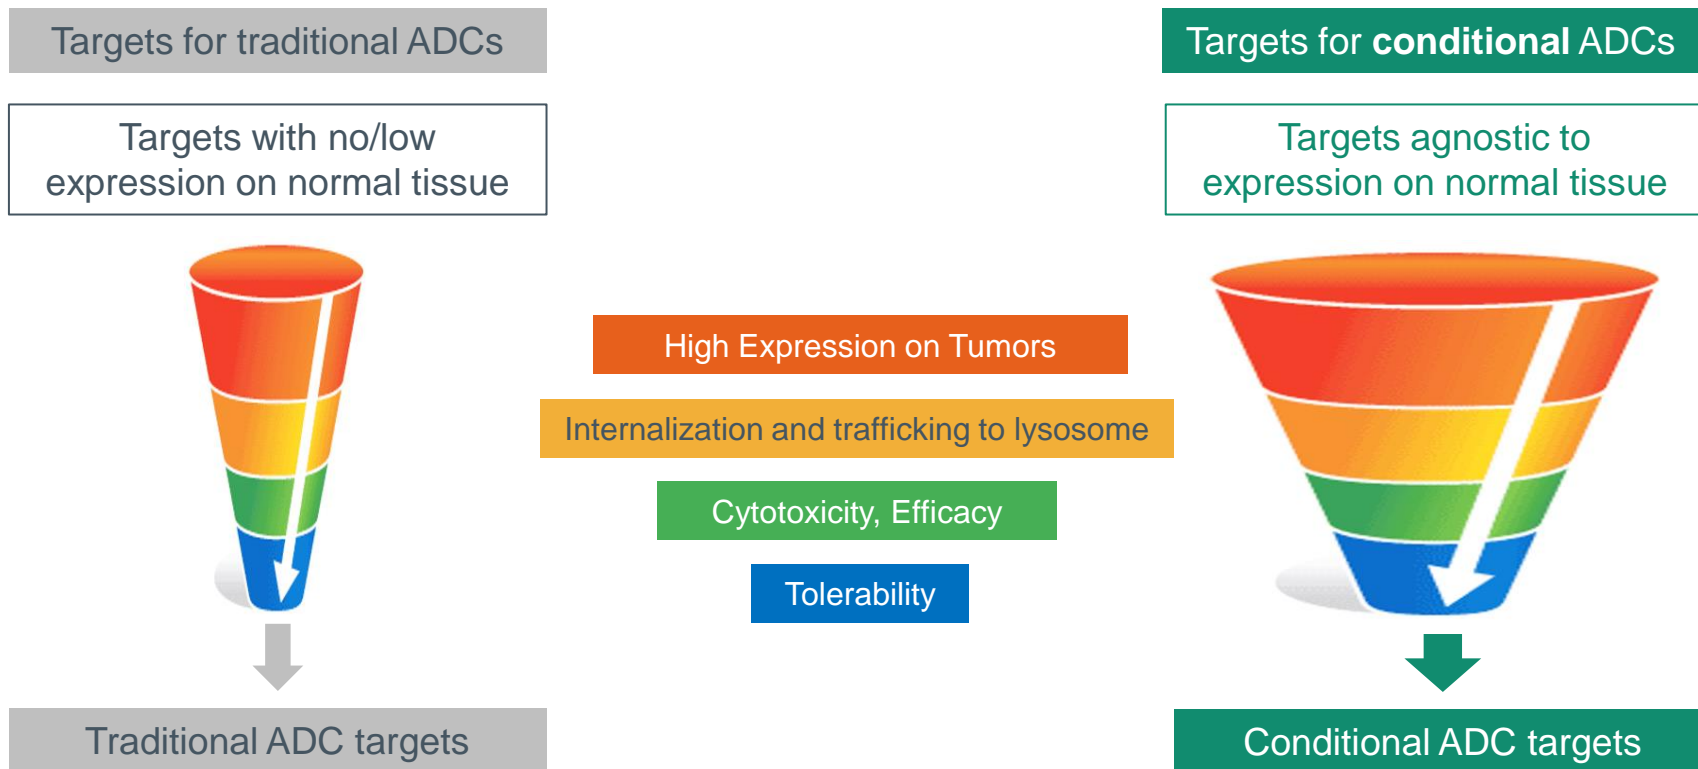 Targets for traditional ADCs
Targets with no/low
expression on normal tissue
Traditional ADC targets
High Expression on Tumors
Internalization and trafficking to lysosome
Cytotoxicity, Efficacy
Tolerability
Targets for conditional ADCs
Targets agnostic to
expression on normal tissue
Conditional ADC targets